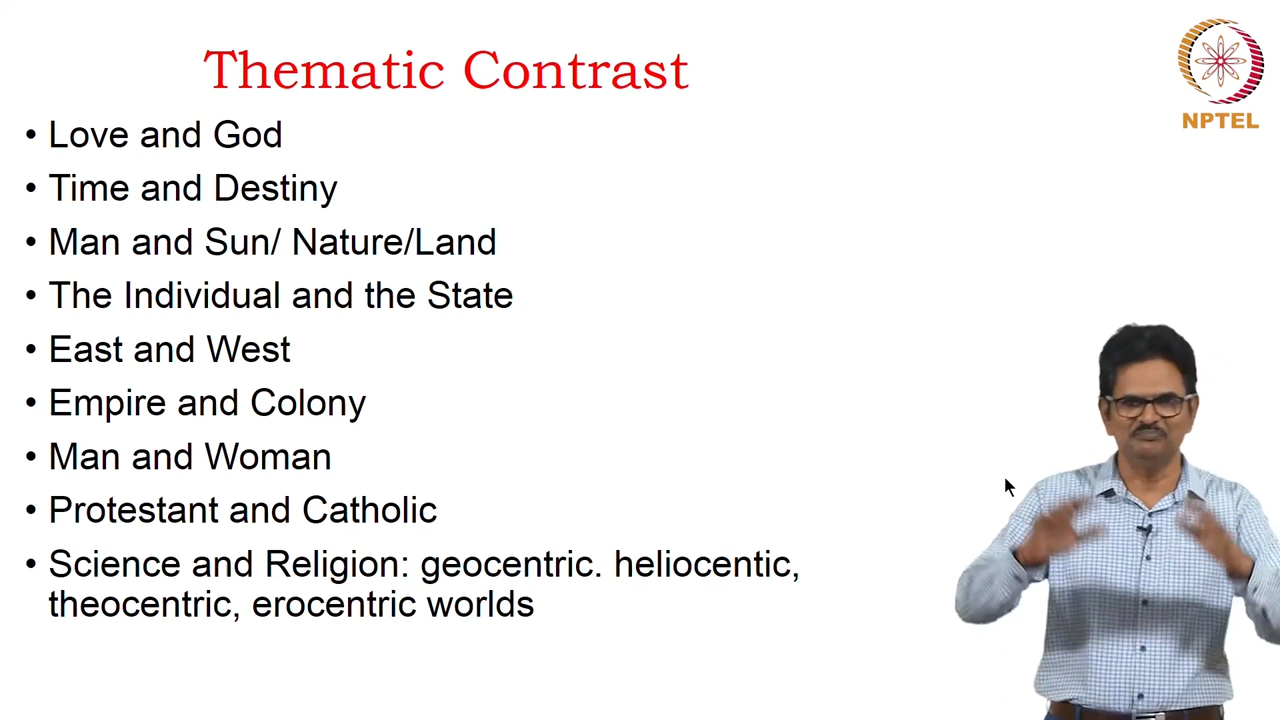 Thematic Contrast
NPTEL
• Love and God
• Time and Destiny
• Man and Sun/ Nature/Land
• The Individual and the State
• East and West
• Empire and Colony
• Man and Woman
• Protestant and Catholic
• Science and Religion: geocentric. heliocentic,
theocentric, erocentric worlds